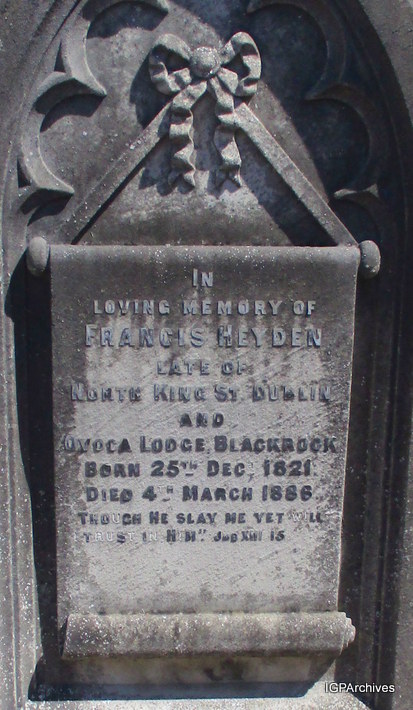 IN
LOVING MEMORY OF
FRANCIS HEYDEN
LATE OF
NORTH KING ST. DUBLIN
AND
OVOCA LODGE, BLACKROCK
BORN 25TH DEC. 1821.
DIED 4TH MARCH 1886.
THOUGH HE SLAY ME YET WILL
TRUST IN HIM" JOB XIII 15
IGPArchives